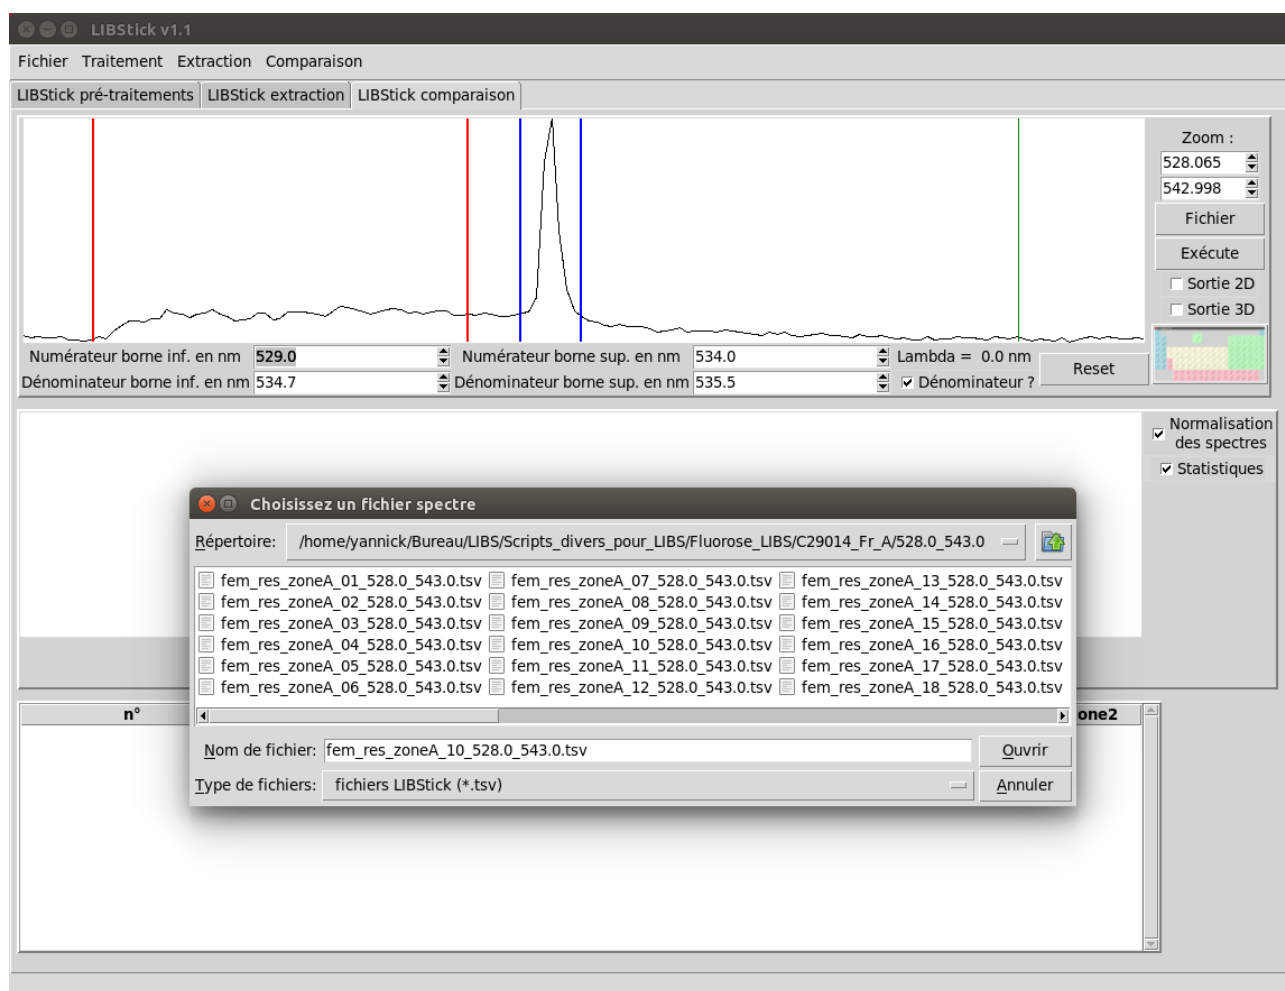 LIBStick v1.1
Fichier Traitement Extraction Comparaison
LIBStick pré-traitements LIBStick extraction LIBStick comparaison
Zoom :
528.065
542.998
Fichier
Exécute
Sortie 2D
Sortie 3D
Numérateur borne inf. en nm 529.0 Numérateur borne sup. en nm 534.0 Lambda = 0.0 nm
Dénominateur borne inf. en nm 534.7 Dénominateur borne sup. en nm 535.5 Dénominateur ?
Reset
Normalisation
des spectres
Statistiques
Choisissez un fichier spectre
Répertoire: /home/yannick/Bureau/LIBS/Scripts_divers_pour_LIBS/Fluorose_LIBS/C29014_Fr_A/528.0_543.0
fem_res_zoneA_01_528.0_543.0.tsv fem_res_zoneA_07_528.0_543.0.tsv fem_res_zoneA_13_528.0_543.0.tsv
fem_res_zoneA_02_528.0_543.0.tsv fem_res_zoneA_08_528.0_543.0.tsv fem_res_zoneA_14_528.0_543.0.tsv
fem_res_zoneA_03_528.0_543.0.tsv fem_res_zoneA_09_528.0_543.0.tsv fem_res_zoneA_15_528.0_543.0.tsv
fem_res_zoneA_04_528.0_543.0.tsv fem_res_zoneA_10_528.0_543.0.tsv fem_res_zoneA_16_528.0_543.0.tsv
fem_res_zoneA_05_528.0_543.0.tsv fem_res_zoneA_11_528.0_543.0.tsv fem_res_zoneA_17_528.0_543.0.tsv
fem_res_zoneA_06_528.0_543.0.tsv fem_res_zoneA_12_528.0_543.0.tsv fem_res_zoneA_18_528.0_543.0.tsv
n° one2
Nom de fichier: fem_res_zoneA_10_528.0_543.0.tsv Ouvrir
Type de fichiers: fichiers LIBStick (*.tsv) Annuler